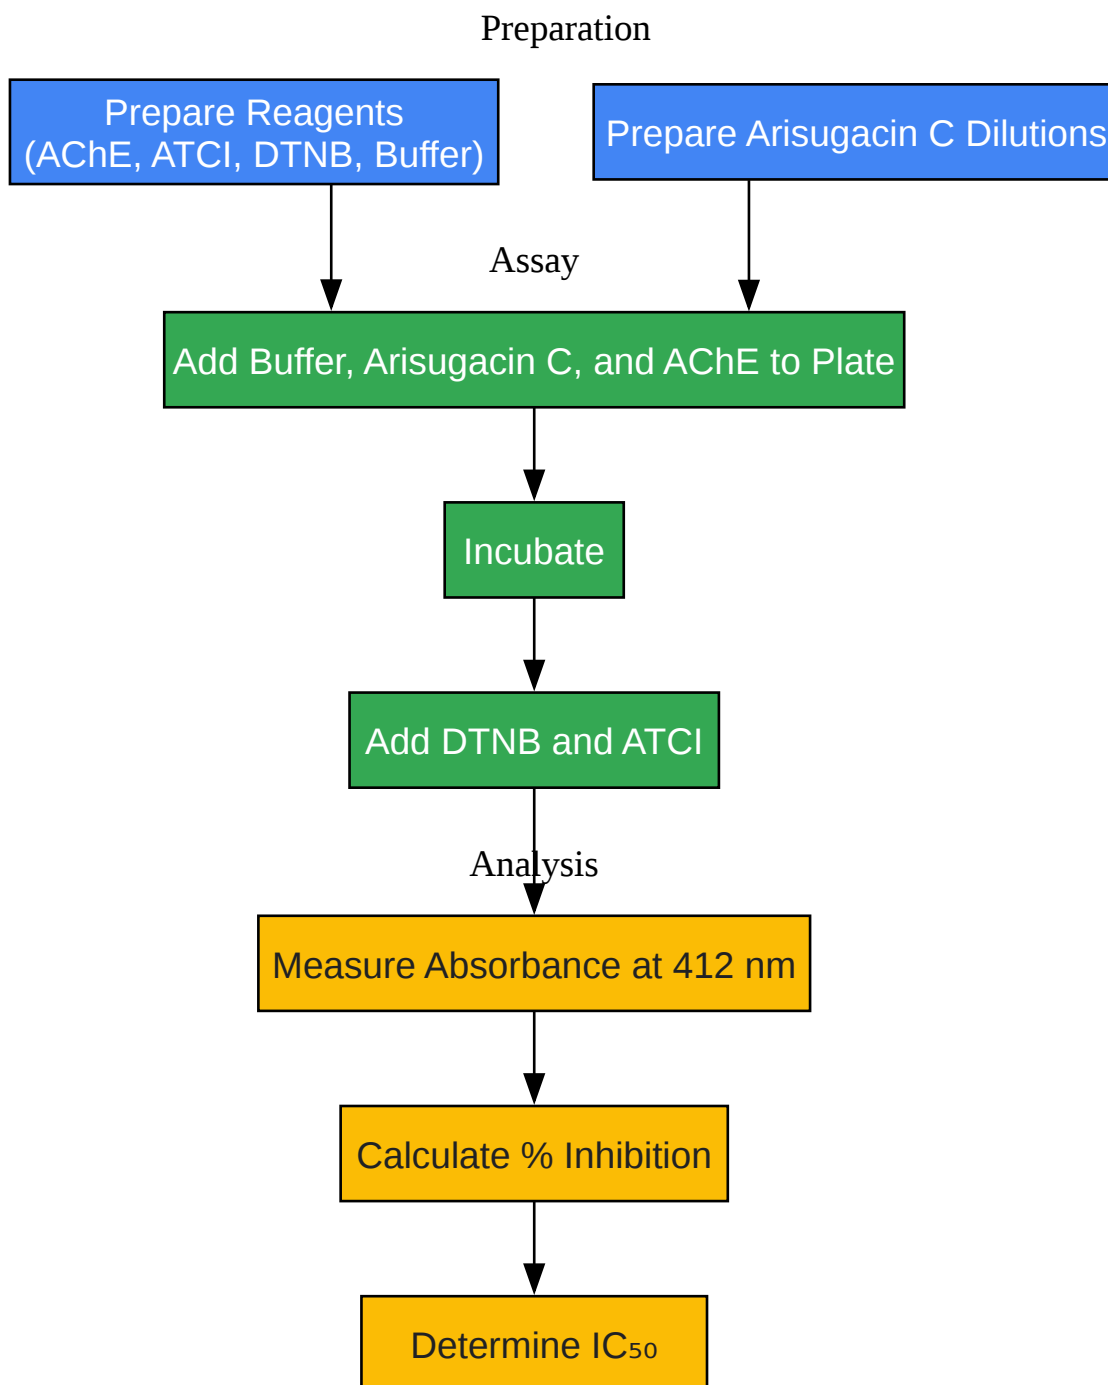 Preparation
Prepare Reagents
(AChE, ATCI, DTNB, Buffer)
Prepare Arisugacin C Dilutions
Assay
Add Buffer, Arisugacin C, and AChE to Plate
Incubate
Add DTNB and ATCI
Analysis
Measure Absorbance at 412 nm
Calculate % Inhibition
Determine IC₅₀